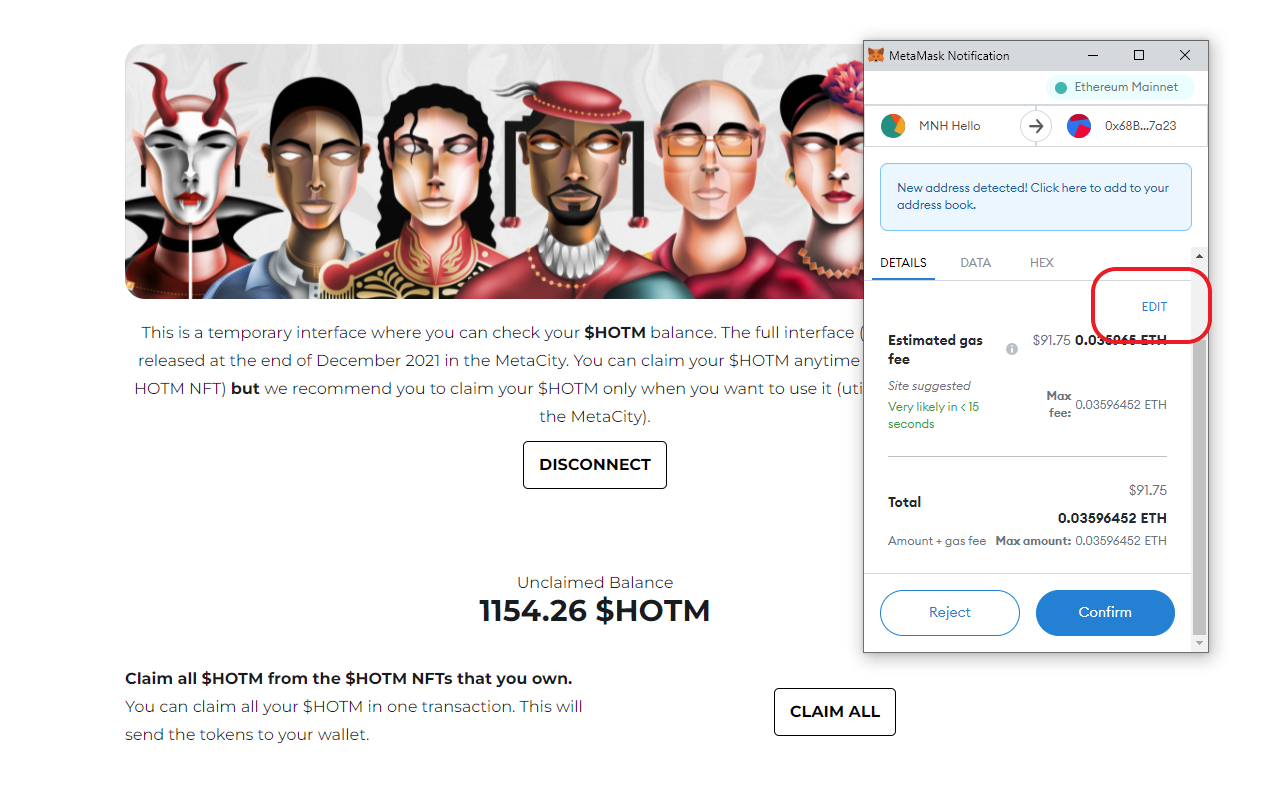 This is a temporary interface where you can check your $HOTM balance. The full interface (
released at the end of December 2021 in the MetaCity. You can claim your $HOTM anytime
HOTM NFT) but we recommend you to claim your $HOTM only when you want to use it (uti
the MetaCity).
DISCONNECT
Unclaimed Balance
1154.26 $HOTM
Claim all $HOTM from the $HOTM NFTs that you own.
You can claim all your $HOTM in one transaction. This will
send the tokens to your wallet.
CLAIM ALL
MetaMask Notification
Ethereum Mainnet
MNH Hello
0x68B...7a23
New address detected! Click here to add to your
address book.
DETAILS DATA HEX
EDIT
Estimated gas
fee
$91.75 0.035965 ETH
Site suggested
Very likely in < 15
seconds
Max
fee:
0.03596452 ETH
$91.75
Total
0.03596452 ETH
Amount + gas fee Max amount: 0.03596452 ETH
Reject Confirm